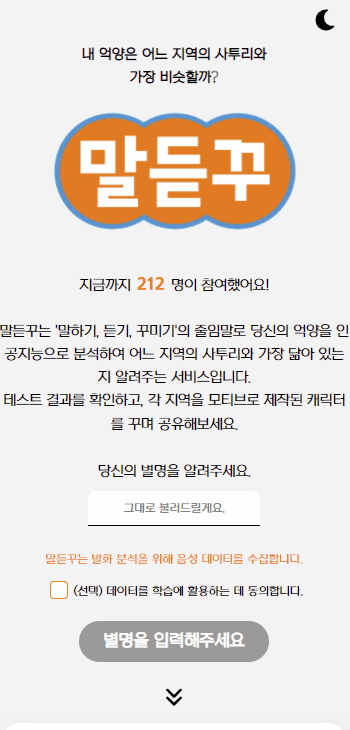 내 억양은 어느 지역의 사투리와
가장 비슷할까?
말듣꾸
지금까지 212 명이 참여했어요!
말듣꾸는 '말하기, 듣기, 꾸미기'의 줄임말로 당신의 억양을 인
공지능으로 분석하여 어느 지역의 사투리와 가장 닮아 있는
지 알려주는 서비스입니다.
테스트 결과를 확인하고, 각 지역을 모티브로 제작된 캐릭터
를 꾸며 공유해보세요.
당신의 별명을 알려주세요.
그대로 불러드릴게요.
말듣꾸는 발화 분석을 위해 음성 데이터를 수집합니다.
(선택) 데이터를 학습에 활용하는 데 동의합니다.
별명을 입력해주세요